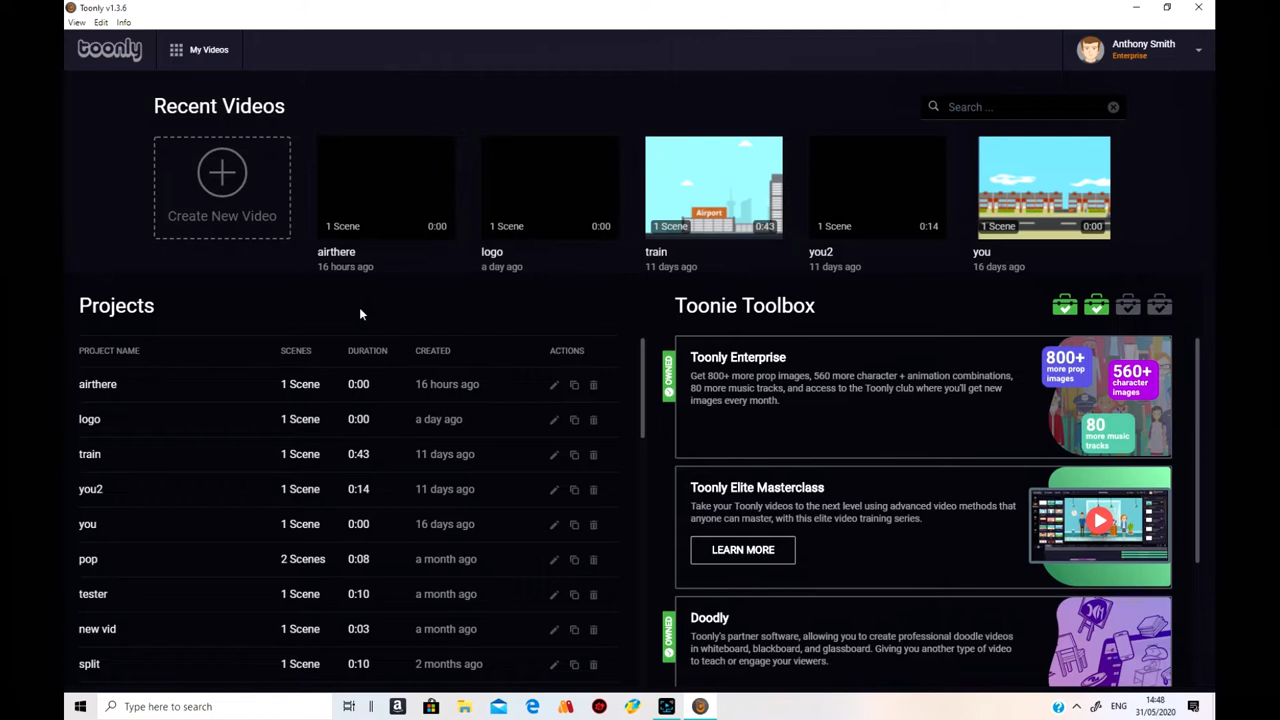 Toonly v1.3.6
View Edit Info
toonly
My Videos
Anthony Smith
Enterprise
Recent Videos
Search ...
Create New Video
1 Scene 0:00
1 Scene 0:00
Airport
1 Scene 0:43
1 Scene 0:14
1 Scene 0:00
airthere
logo
train
you2
you
16 hours ago
a day ago
11 days ago
11 days ago
16 days ago
Projects
PROJECT NAME SCENES DURATION CREATED ACTIONS
airthere 1 Scene 0:00 16 hours ago
logo 1 Scene 0:00 a day ago
train 1 Scene 0:43 11 days ago
you2 1 Scene 0:14 11 days ago
you 1 Scene 0:00 16 days ago
pop 2 Scenes 0:08 a month ago
tester 1 Scene 0:10 a month ago
new vid 1 Scene 0:03 a month ago
split 1 Scene 0:10 2 months ago
Toonie Toolbox
OWNED
Toonly Enterprise
Get 800+ more prop images, 560 more character + animation combinations,
80 more music tracks, and access to the Toonly club where you'll get new
images every month.
800+
more prop
images
560+
character
images
80
more music
tracks
Toonly Elite Masterclass
Take your Toonly videos to the next level using advanced video methods that
anyone can master, with this elite video training series.
LEARN MORE
OWNED
Doodly
Toonly's partner software, allowing you to create professional doodle videos
in whiteboard, blackboard, and glassboard. Giving you another type of video
to teach or engage your viewers.
Type here to search
ENG
14:48
31/05/2020